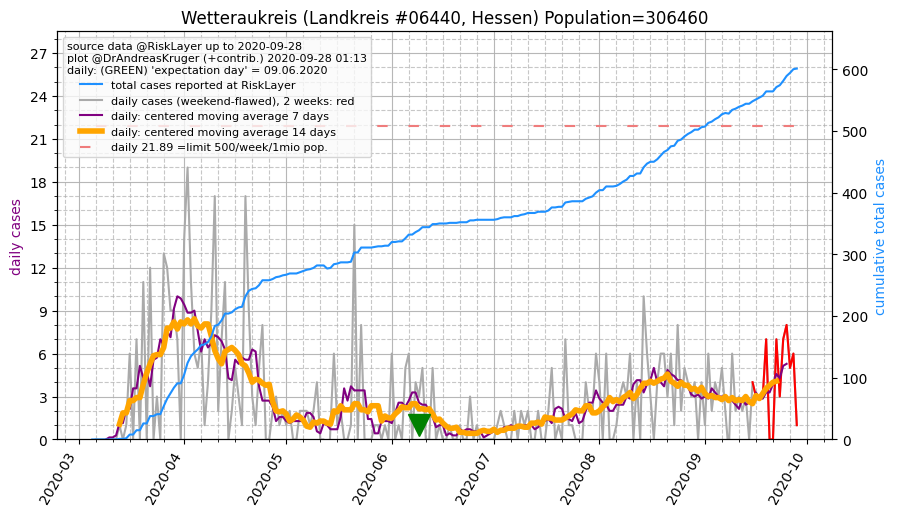 Wetteraukreis (Landkreis #06440, Hessen) Population=306460
source data @RiskLayer up to 2020-09-28
plot @DrAndreasKruger (+contrib.) 2020-09-28 01:13
daily: (GREEN) 'expectation day' = 09.06.2020
total cases reported at RiskLayer
daily cases (weekend-flawed), 2 weeks: red
daily: centered moving average 7 days
daily: centered moving average 14 days
daily 21.89 =limit 500/week/1mio pop.
daily cases
27
24
21
18
15
12
9
6
3
0
cumulative total cases
600
500
400
300
200
100
0
2020-03
2020-04
2020-05
2020-06
2020-07
2020-08
2020-09
2020-10